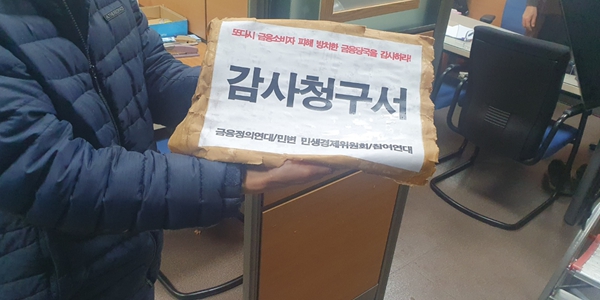 또다시 금융소비자 피해 방치한 금융당국을 감사하라!
감사청구서
금융정의연대/민변 민생경제위원회/참여연대